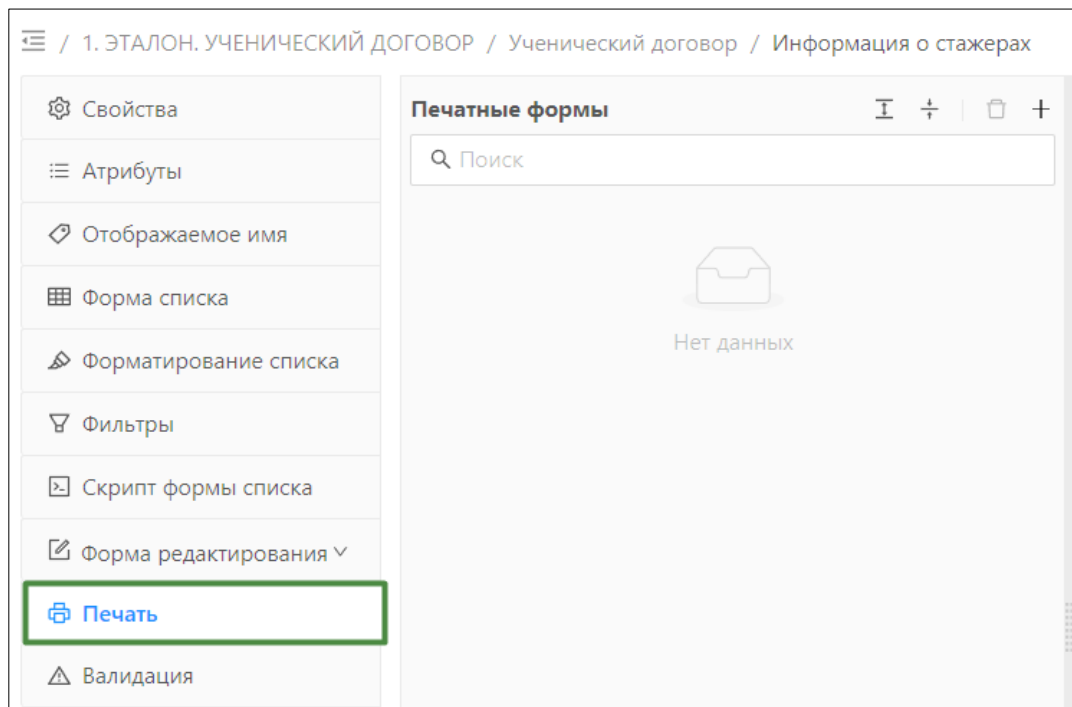 / 1. ЭТАЛОН. УЧЕНИЧЕСКИЙ ДОГОВОР / Ученический договор / Информация о стажерах
Свойства
Атрибуты
Отображаемое имя
Форма списка
Форматирование списка
Фильтры
Скрипт формы списка
Форма редактирования
Печать
Валидация
Печатные формы
Поиск
Нет данных